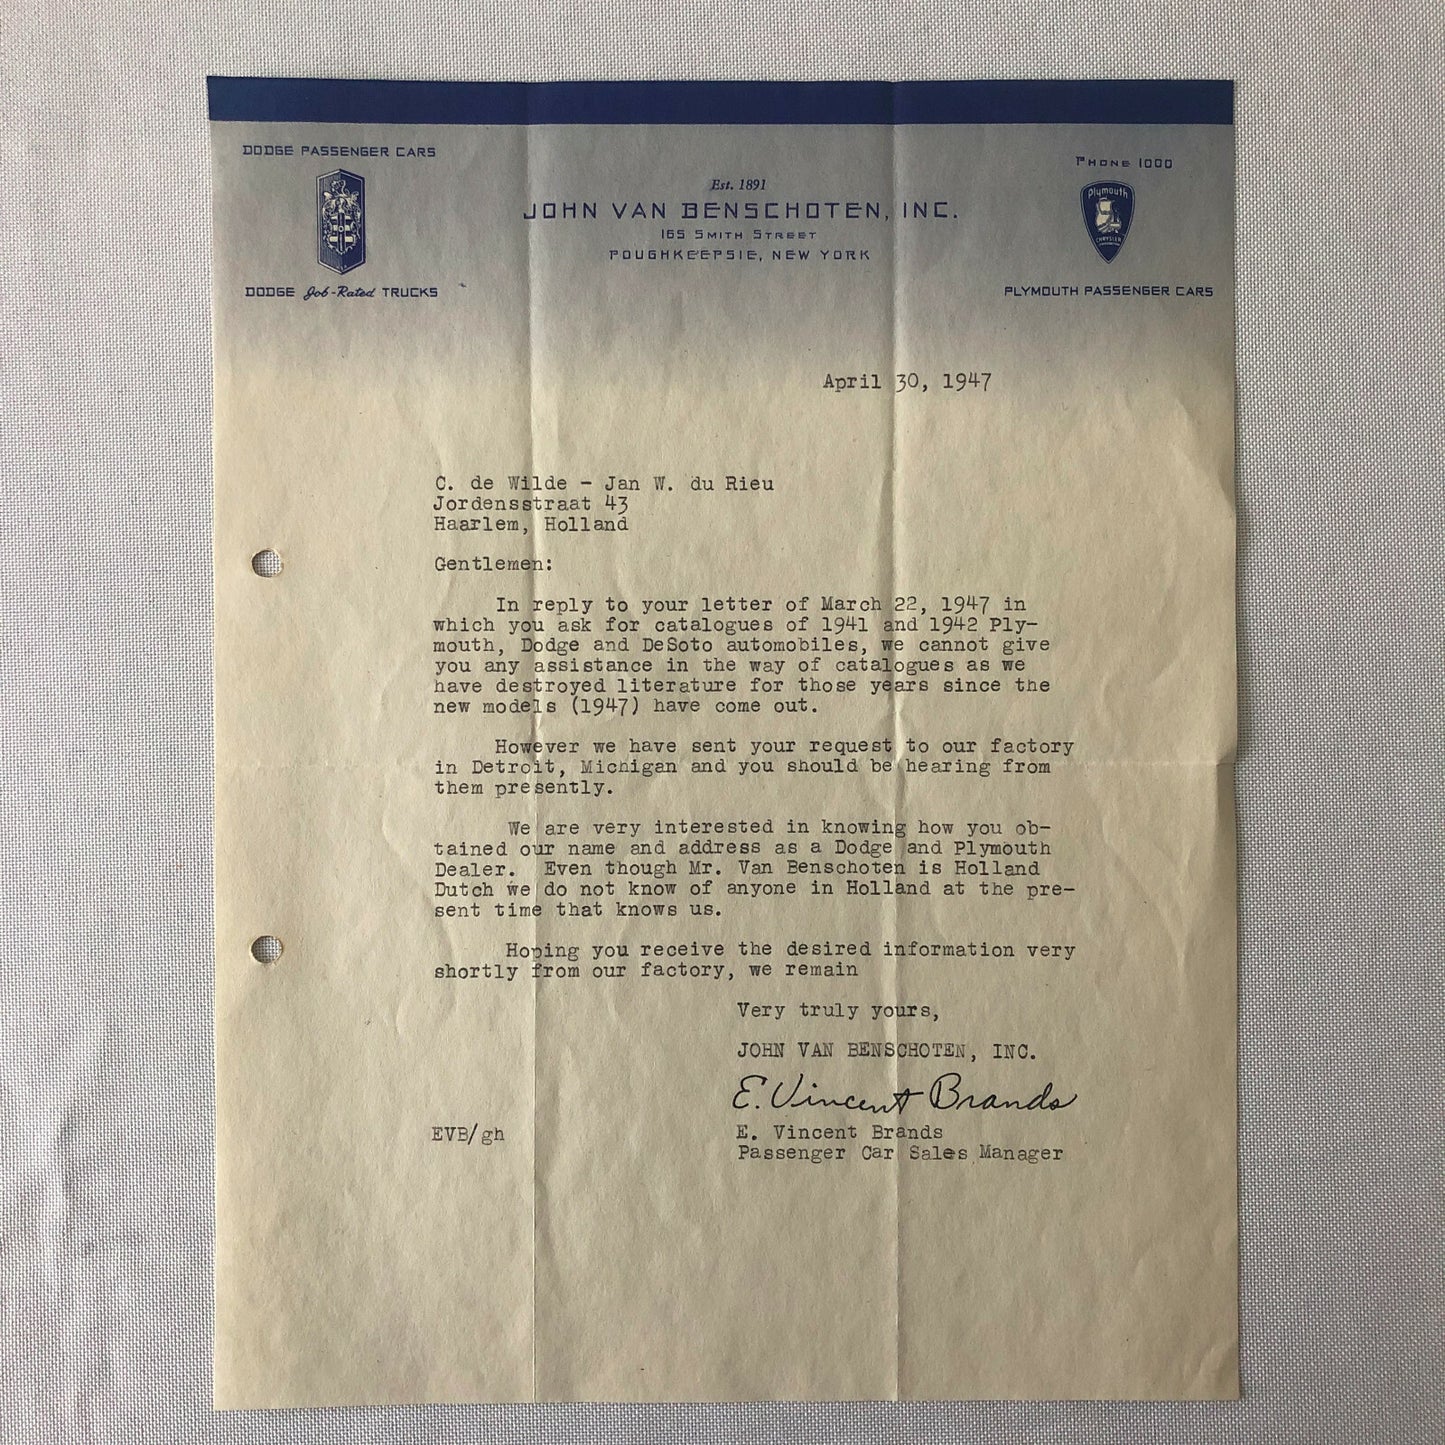 DODGE PASSENGER CARS
DODGE Job-Rated TRUCKS
Est. 1891
JOHN VAN BENSCHOTEN, INC.
165 SMITH STREET
POUGHKEEPSIE, NEW YORK
PHONE 1000
Plymouth
CHRYSLER
PLYMOUTH PASSENGER CARS
April 30, 1947
C. de Wilde - Jan W. du Rieu
Jordensstraat 43
Haarlem, Holland
Gentlemen:
In reply to your letter of March 22, 1947 in
which you ask for catalogues of 1941 and 1942 Ply-
mouth, Dodge and DeSoto automobiles, we cannot give
you any assistance in the way of catalogues as we
have destroyed literature for those years since the
new models (1947) have come out.
However we have sent your request to our factory
in Detroit, Michigan and you should be hearing from
them presently.
We are very interested in knowing how you ob-
tained our name and address as a Dodge and Plymouth
Dealer. Even though Mr. Van Benschoten is Holland
Dutch we do not know of anyone in Holland at the pre-
sent time that knows us.
Hoping you receive the desired information very
shortly from our factory, we remain
Very truly yours,
JOHN VAN BENSCHOTEN, INC.
E. Vincent Brands
EVB/gh
E. Vincent Brands
Passenger Car Sales Manager